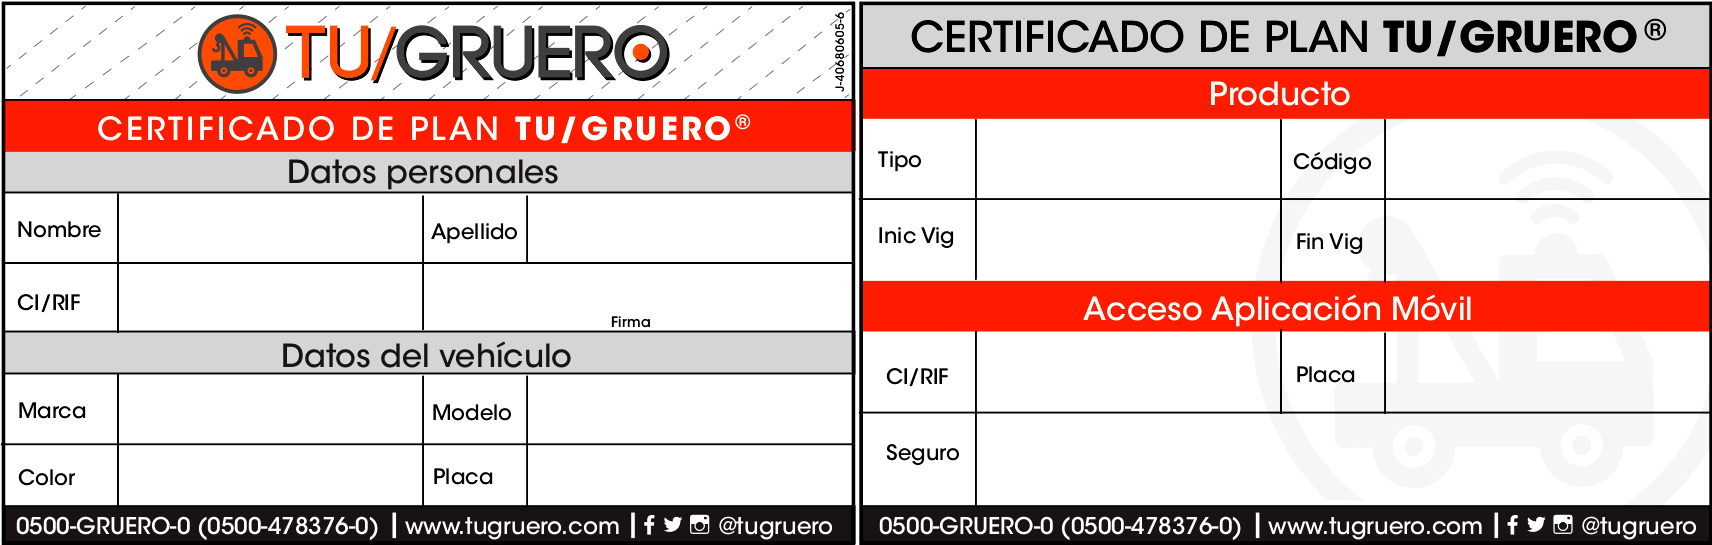 TU/GRUERO
J-40680605-6
CERTIFICADO DE PLAN TU/GRUERO®
Datos personales
Nombre
Apellido
CI/RIF
Firma
Datos del vehículo
Marca
Modelo
Color
Placa
0500-GRUERO-0 (0500-478376-0) | www.tugruero.com | @tugruero
CERTIFICADO DE PLAN TU/GRUERO®
Producto
Tipo
Código
Inic Vig
Fin Vig
Acceso Aplicación Móvil
CI/RIF
Placa
Seguro
0500-GRUERO-0 (0500-478376-0) | www.tugruero.com | @tugruero